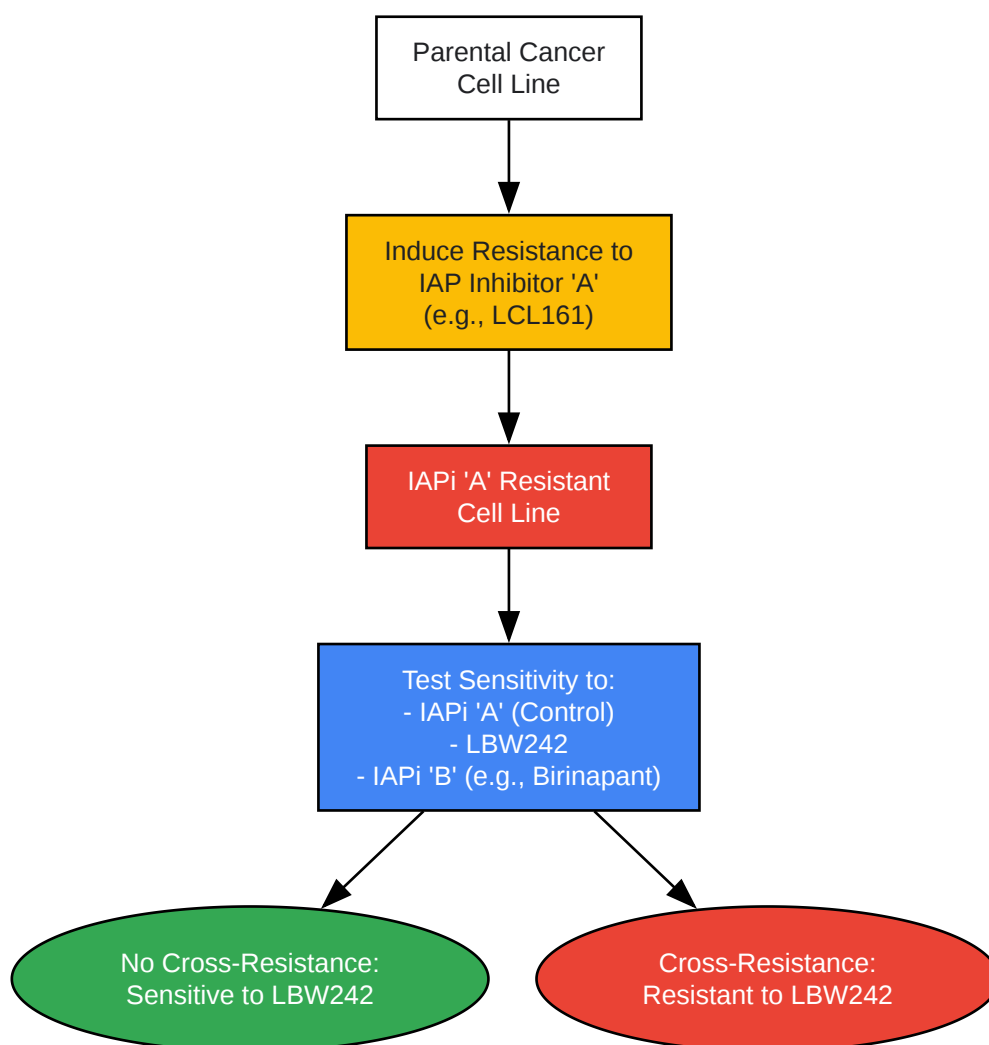 Parental Cancer
Cell Line
Induce Resistance to
IAP Inhibitor 'A'
(e.g., LCL161)
IAPi 'A' Resistant
Cell Line
Test Sensitivity to:
- IAPi 'A' (Control)
- LBW242
- IAPi 'B' (e.g., Birinapant)
No Cross-Resistance:
Sensitive to LBW242
Cross-Resistance:
Resistant to LBW242